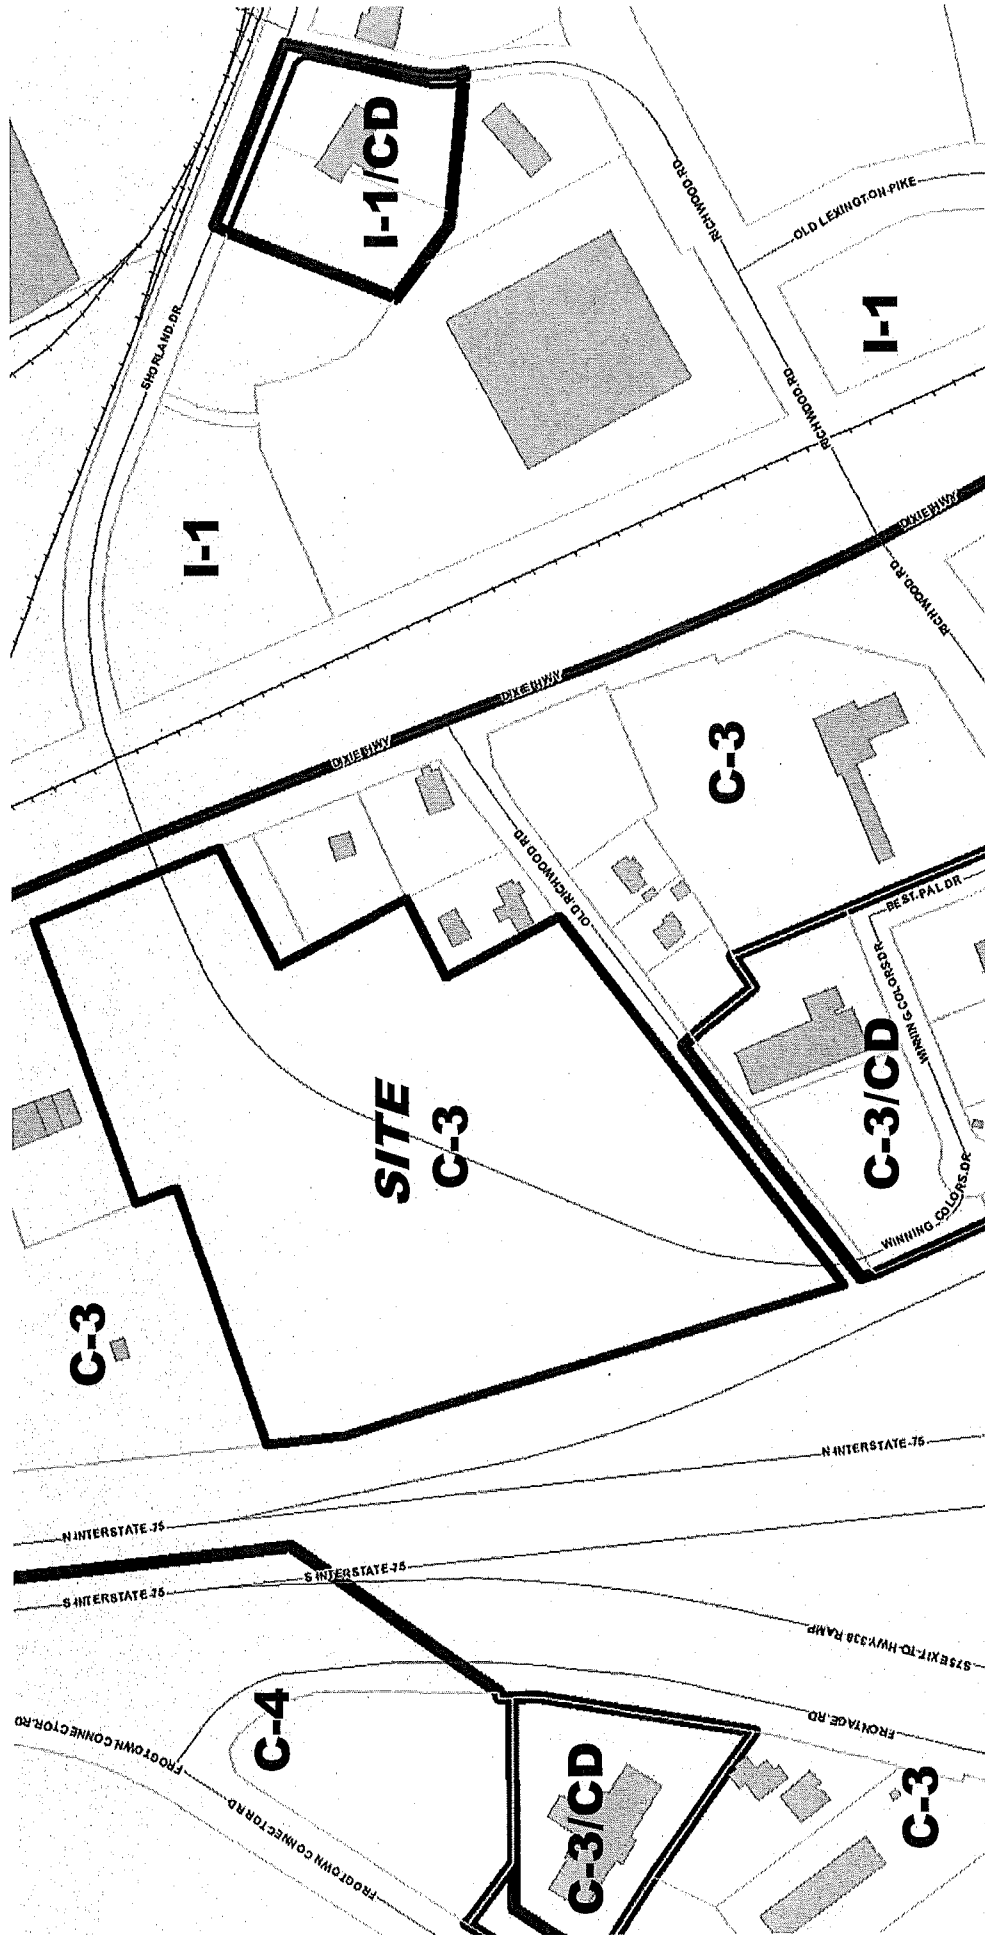 I-1/CD
SHORLAND DR
RICHWOOD RD
OLD LEXINGTON PIKE
I-1
I-1
RICHWOOD RD
DIXIE HWY
RICHWOOD RD
DIXIE HWY
DIXIE HWY
C-3
OLD RICHWOOD RD
BEST PAL DR
WINNING COLORS DR
C-3/CD
SITE
C-3
WINNING COLORS DR
C-3
N INTERSTATE 75
N INTERSTATE 75
S INTERSTATE 75
S INTERSTATE 75
S75 EXIT TO HWY 338 RAMP
FRONTAGE RD
C-4
FROGTOWN CONNECTOR RD
FROGTOWN CONNECTOR RD
C-3/CD
C-3